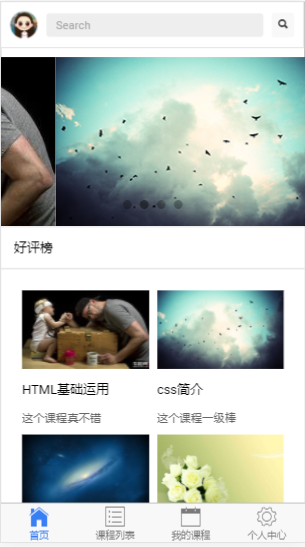 Search
好评榜
HTML基础运用
css简介
这个课程真不错
这个课程一级棒
首页
课程列表
我的课程
个人中心